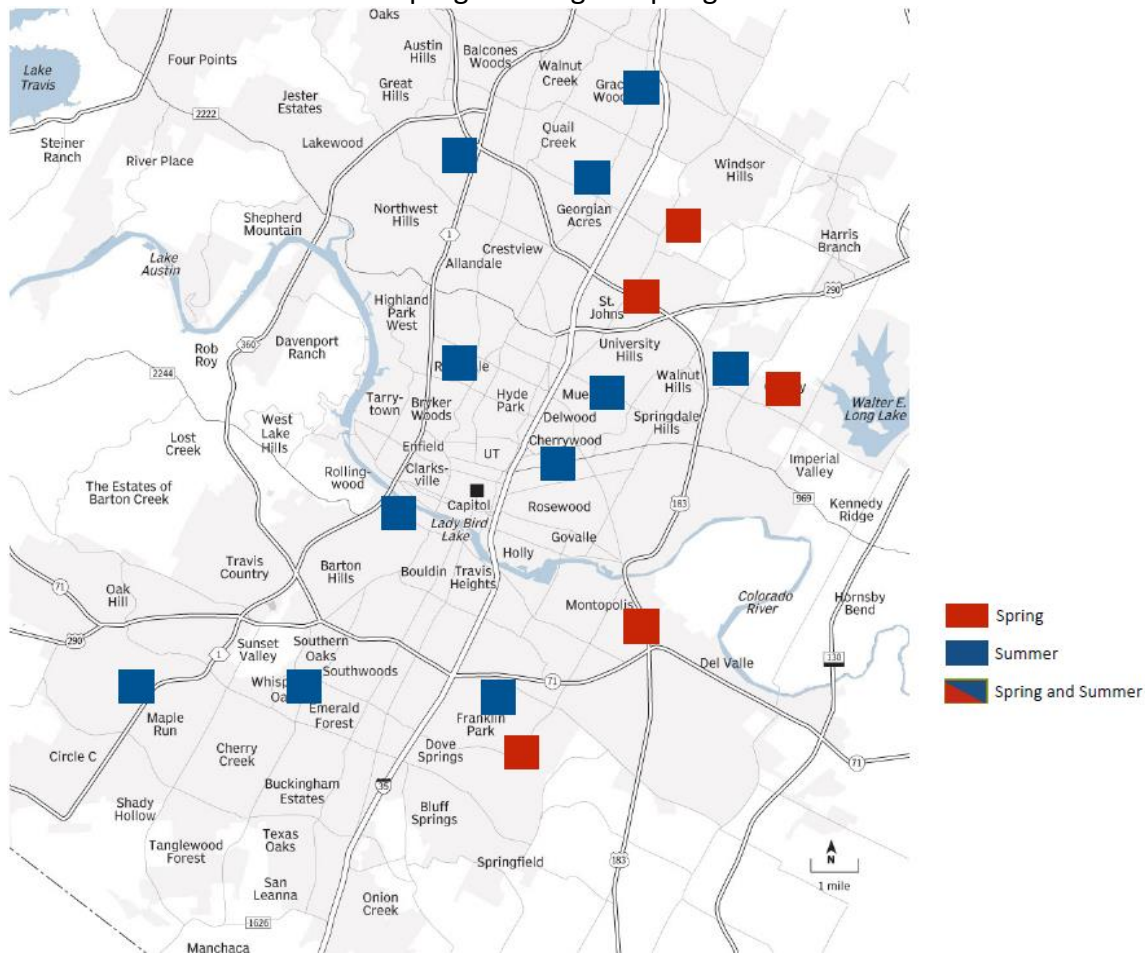 Oaks
Austin
Hills
Balcones
Woods
Walnut
Creek
Four Points
Lake
Travis
Great
Hills
Jester
Estates
2222
Quail
Creek
Steiner
Ranch
River Place
Lakewood
Windsor
Hills
Northwest
Hills
Georgian
Acres
Shepherd
Mountain
1
Crestview
Harris
Branch
Allandale
Lake
Austin
290
Highland
Park
West
St.
Johns
Rob
Roy
360
Davenport
Ranch
University
Hills
2244
Walnut
Hills
Hyde
Park
Tarry-
town
Bryker
Woods
Delwood
Springdale
Hills
Walter E.
Long Lake
West
Lake
Hills
Lost
Creek
Enfield
UT
Cherrywood
Imperial
Valley
Rolling-
wood
Clarks-
ville
The Estates of
Barton Creek
Capitol
Rosewood
183
969
Kennedy
Ridge
Lady Bird
Lake
Govalle
Holly
Travis
Country
Barton
Hills
Bouldin
Travis
Heights
71
Oak
Hill
Montopolis
Colorado
River
Hornsby
Bend
290
Sunset
Valley
Southern
Oaks
Southwoods
1
Del Valle
130
71
Emerald
Forest
Maple
Run
Franklin
Park
Circle C
Cherry
Creek
Dove
Springs
71
Buckingham
Estates
35
Shady
Hollow
Bluff
Springs
Texas
Oaks
Tanglewood
Forest
Springfield
183
N
1 mile
San
Leanna
Onion
Creek
1626
Manchaca
Spring
Summer
Spring and Summer